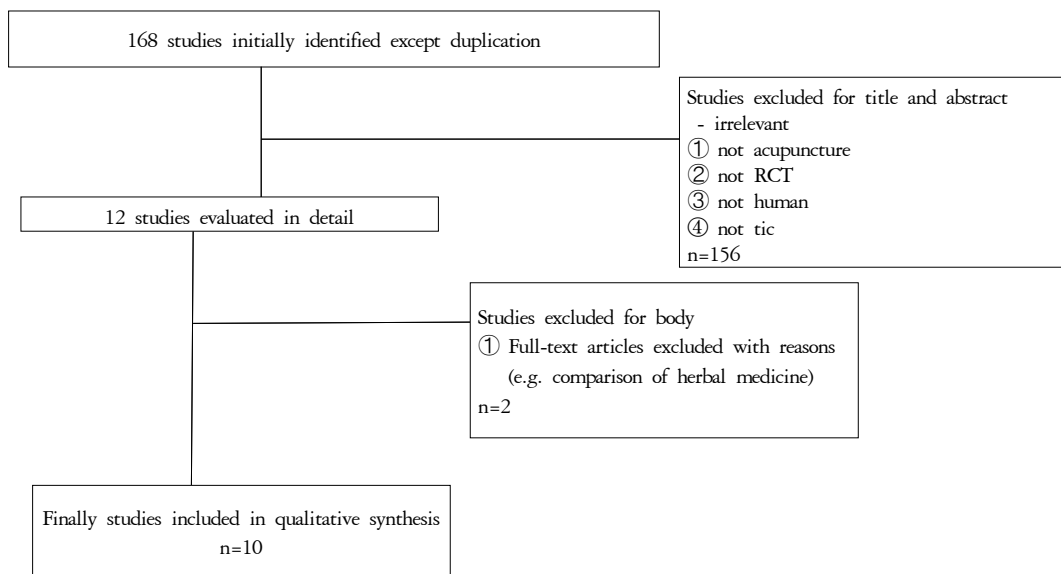 168 studies initially identified except duplication
Studies excluded for title and abstract
- irrelevant
① not acupuncture
② not RCT
③ not human
④ not tic
n=156
12 studies evaluated in detail
Studies excluded for body
① Full-text articles excluded with reasons
(e.g. comparison of herbal medicine)
n=2
Finally studies included in qualitative synthesis
n=10